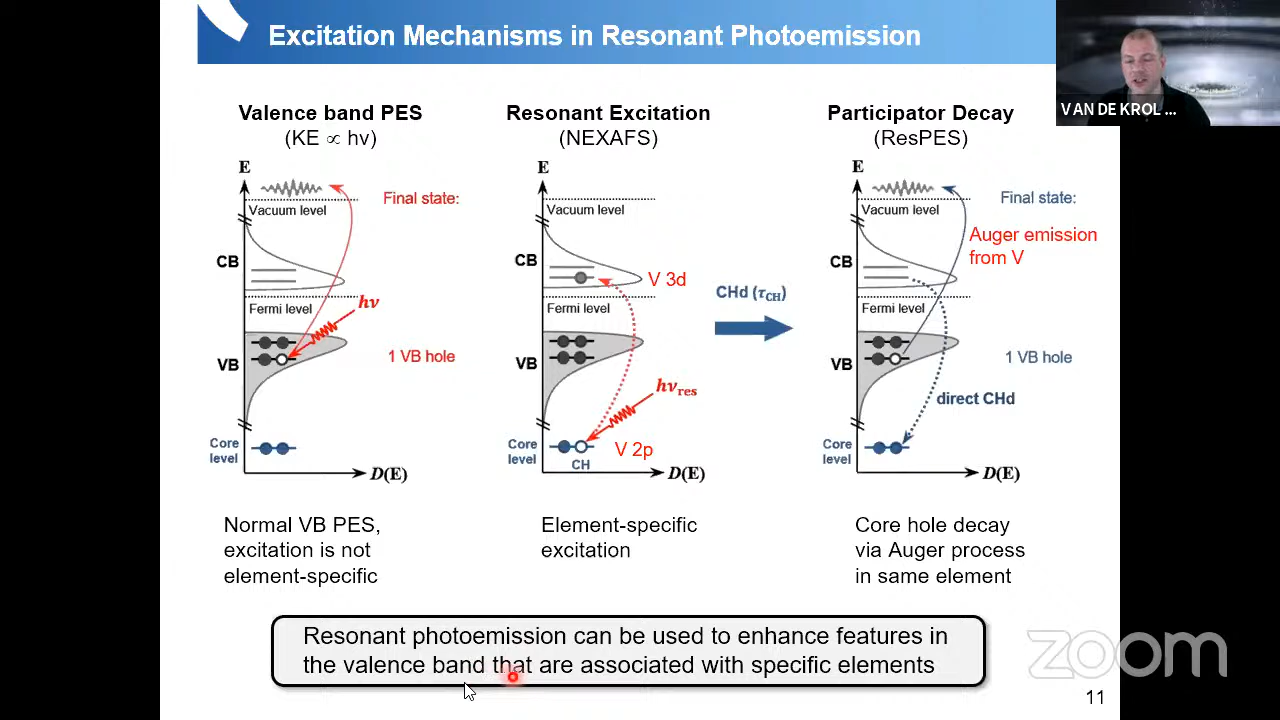 Excitation Mechanisms in Resonant Photoemission
VAN DE KROL ...
Valence band PES
(KE ∝ hν)
E
Final state:
Vacuum level
CB
Fermi level
hν
VB
1 VB hole
Core
level
D(E)
Normal VB PES,
excitation is not
element-specific
Resonant Excitation
(NEXAFS)
E
Vacuum level
CB
V 3d
Fermi level
VB
hνres
Core
level
V 2p
CH
D(E)
Element-specific
excitation
CHd (τCH)
Participator Decay
(ResPES)
E
Final state:
Vacuum level
Auger emission
from V
CB
Fermi level
VB
1 VB hole
direct CHd
Core
level
D(E)
Core hole decay
via Auger process
in same element
Resonant photoemission can be used to enhance features in
the valence band that are associated with specific elements
zoom
11